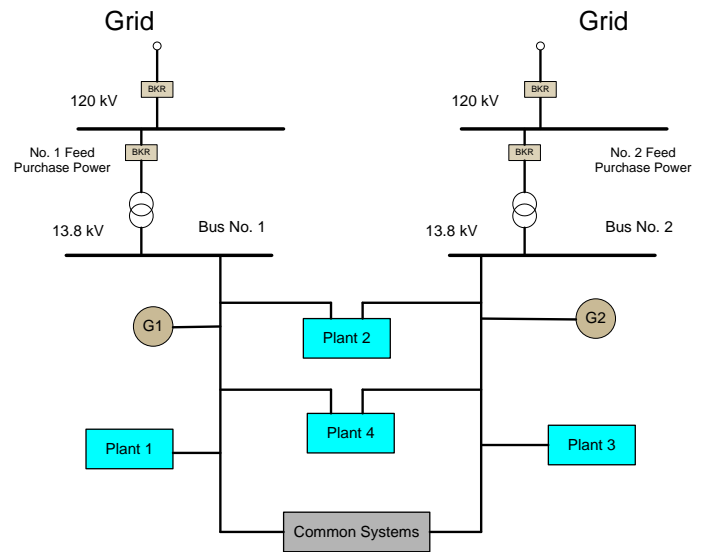 Grid
Grid
BKR
BKR
120 kV
120 kV
No. 1 Feed
Purchase Power
BKR
BKR
No. 2 Feed
Purchase Power
13.8 kV
Bus No. 1
13.8 kV
Bus No. 2
G1
Plant 2
G2
Plant 1
Plant 4
Plant 3
Common Systems